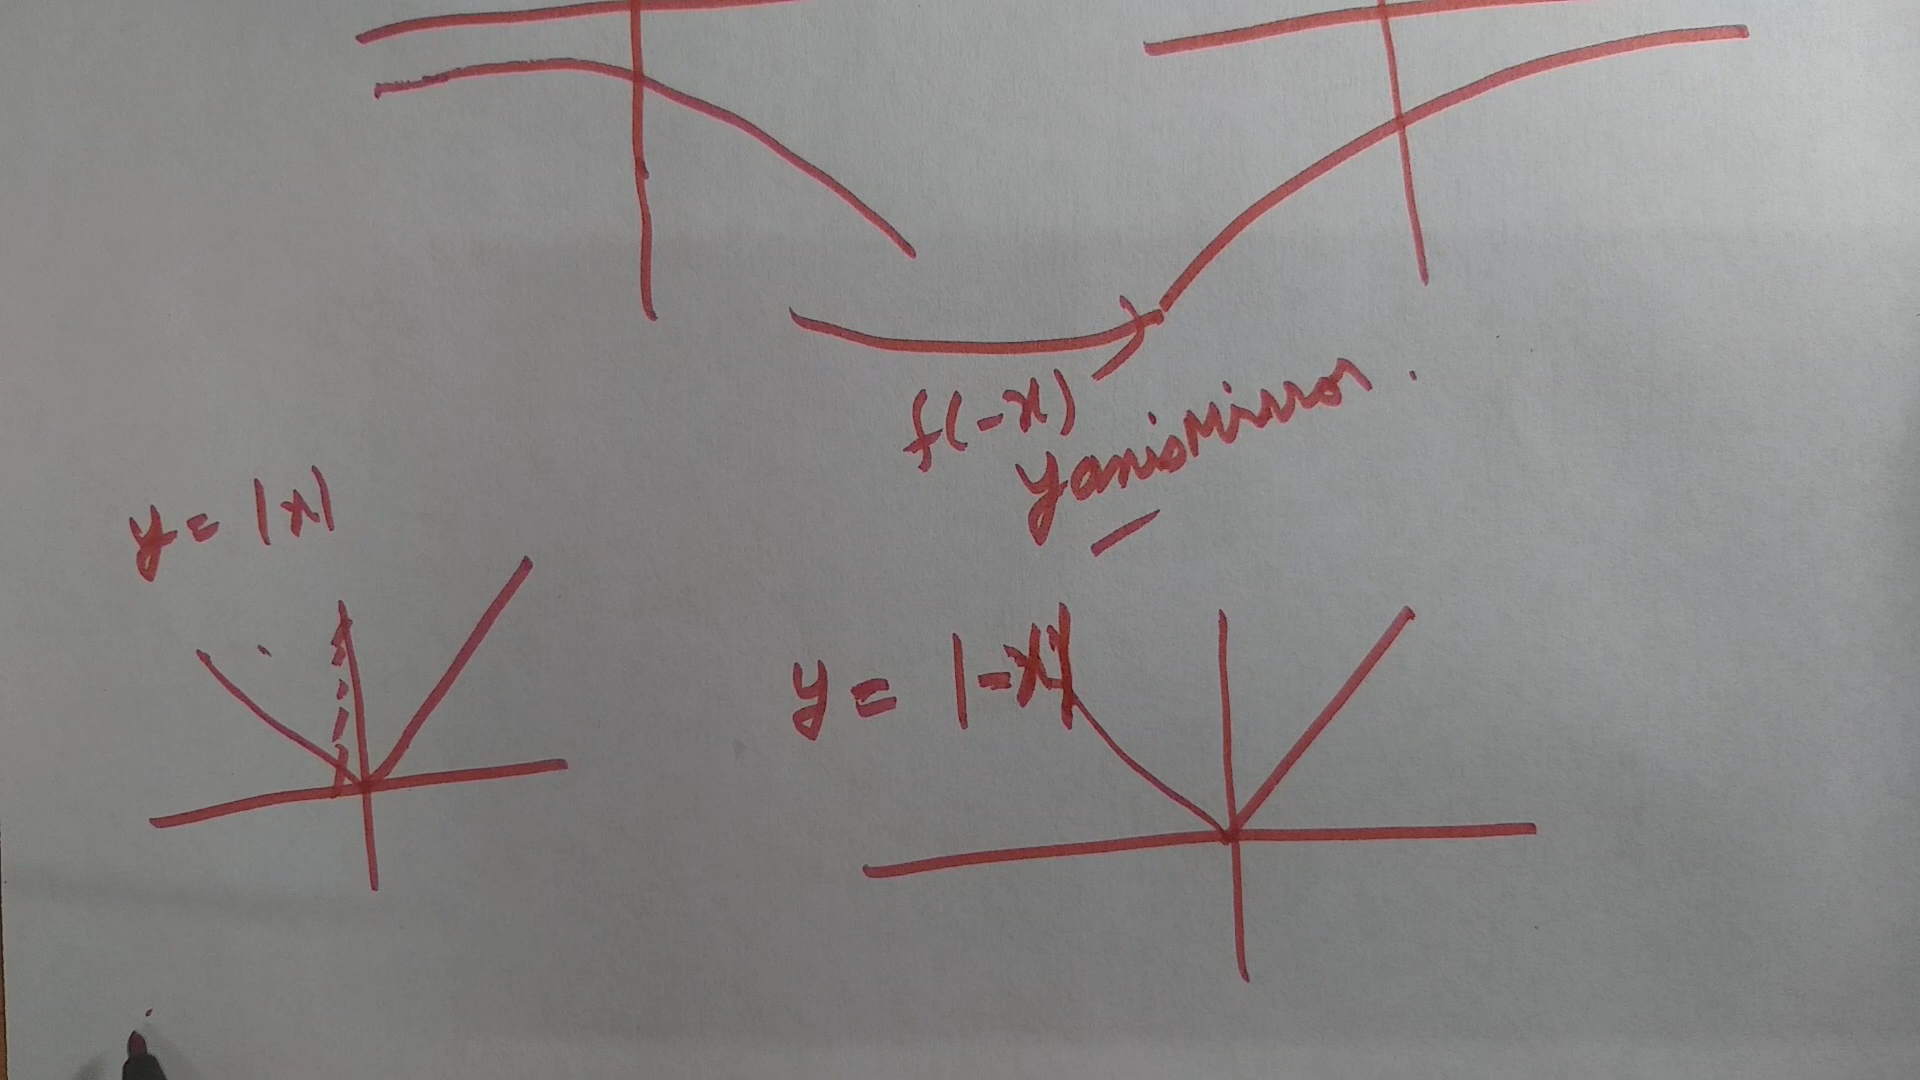 f(-x)
y axis Mirror.
y = |x|
y = |-x|